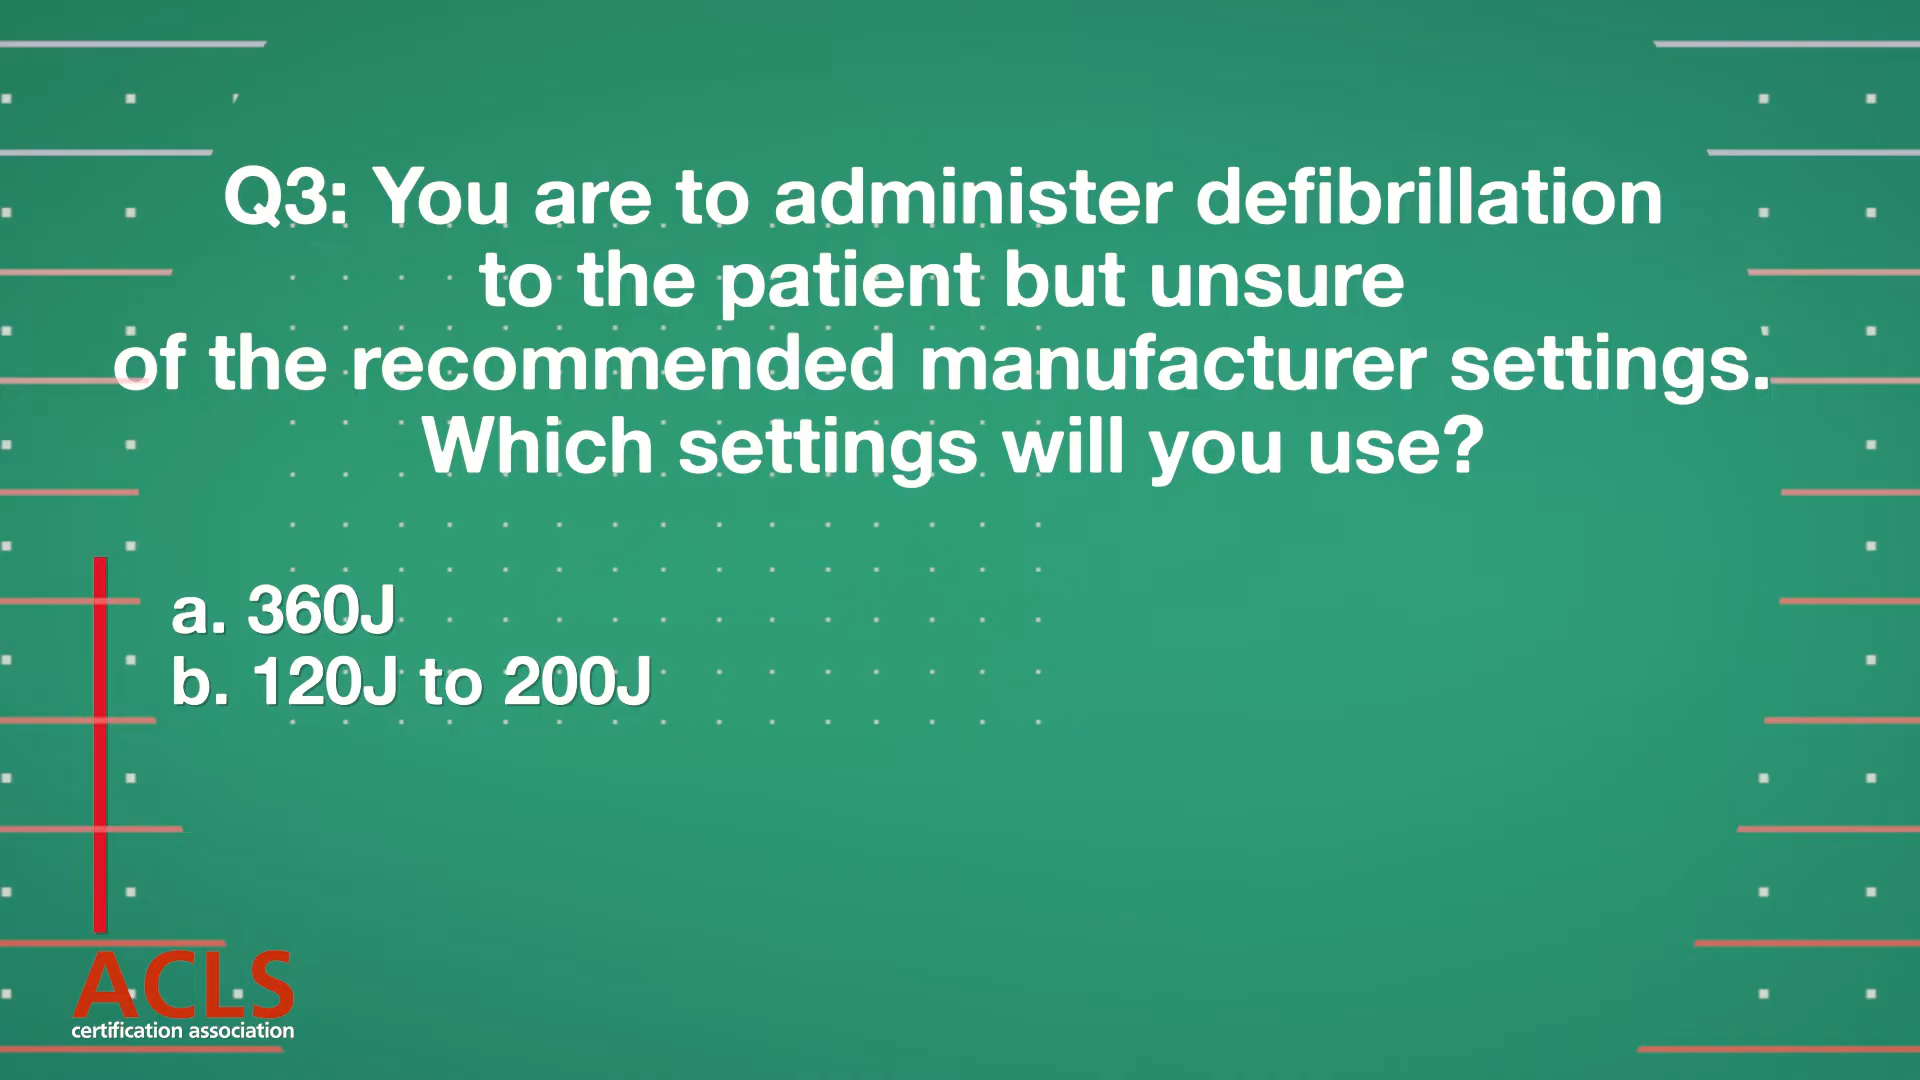 Q3: You are to administer defibrillation
to the patient but unsure
of the recommended manufacturer settings.
Which settings will you use?
a. 360J
b. 120J to 200J
ACLS
certification association